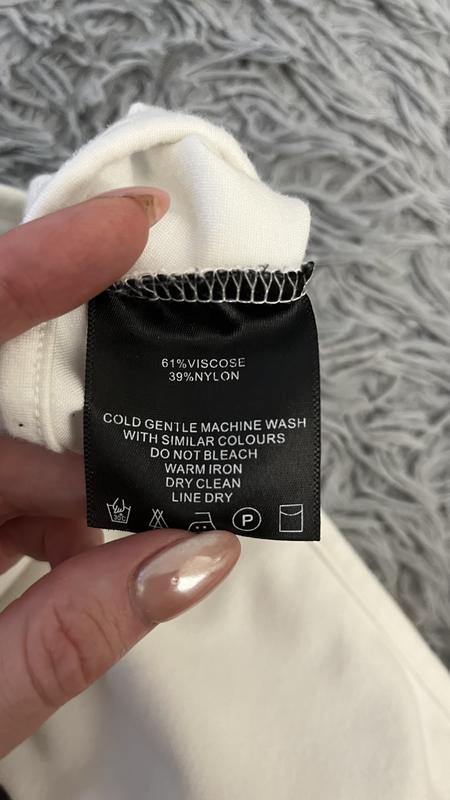 61%VISCOSE
39%NYLON
COLD GENTLE MACHINE WASH
WITH SIMILAR COLOURS
DO NOT BLEACH
WARM IRON
DRY CLEAN
LINE DRY
30°C P